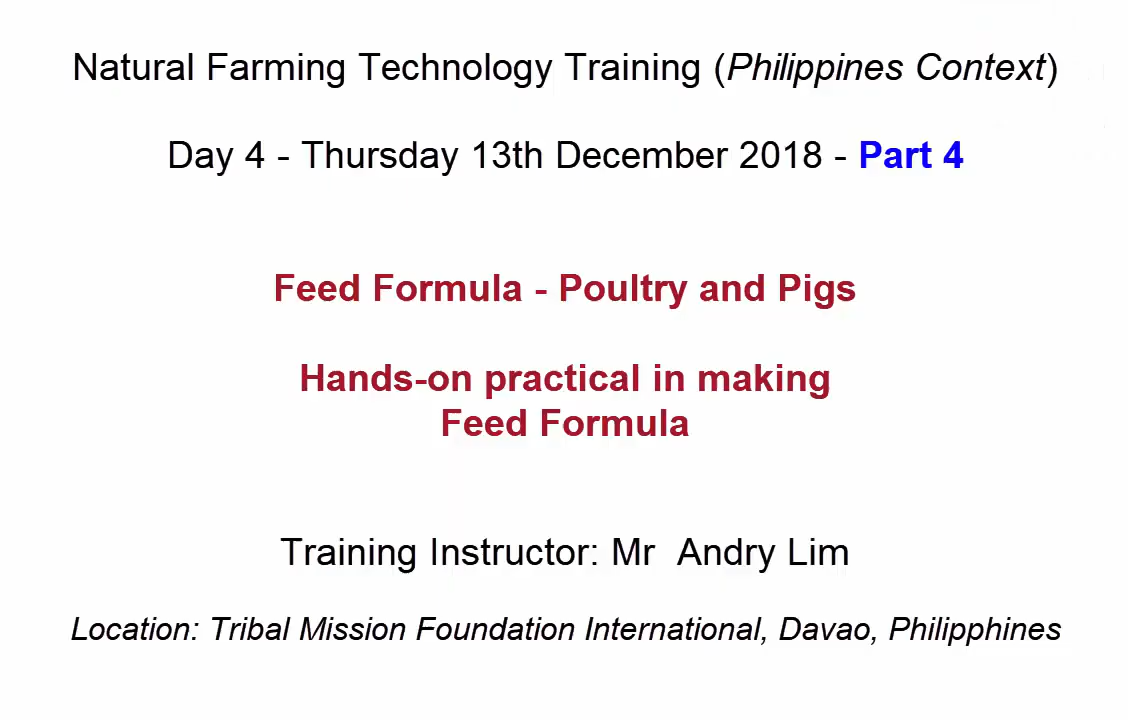 Natural Farming Technology Training (Philippines Context)
Day 4 - Thursday 13th December 2018 - Part 4
Feed Formula - Poultry and Pigs
Hands-on practical in making
Feed Formula
Training Instructor: Mr  Andry Lim
Location: Tribal Mission Foundation International, Davao, Philipphines